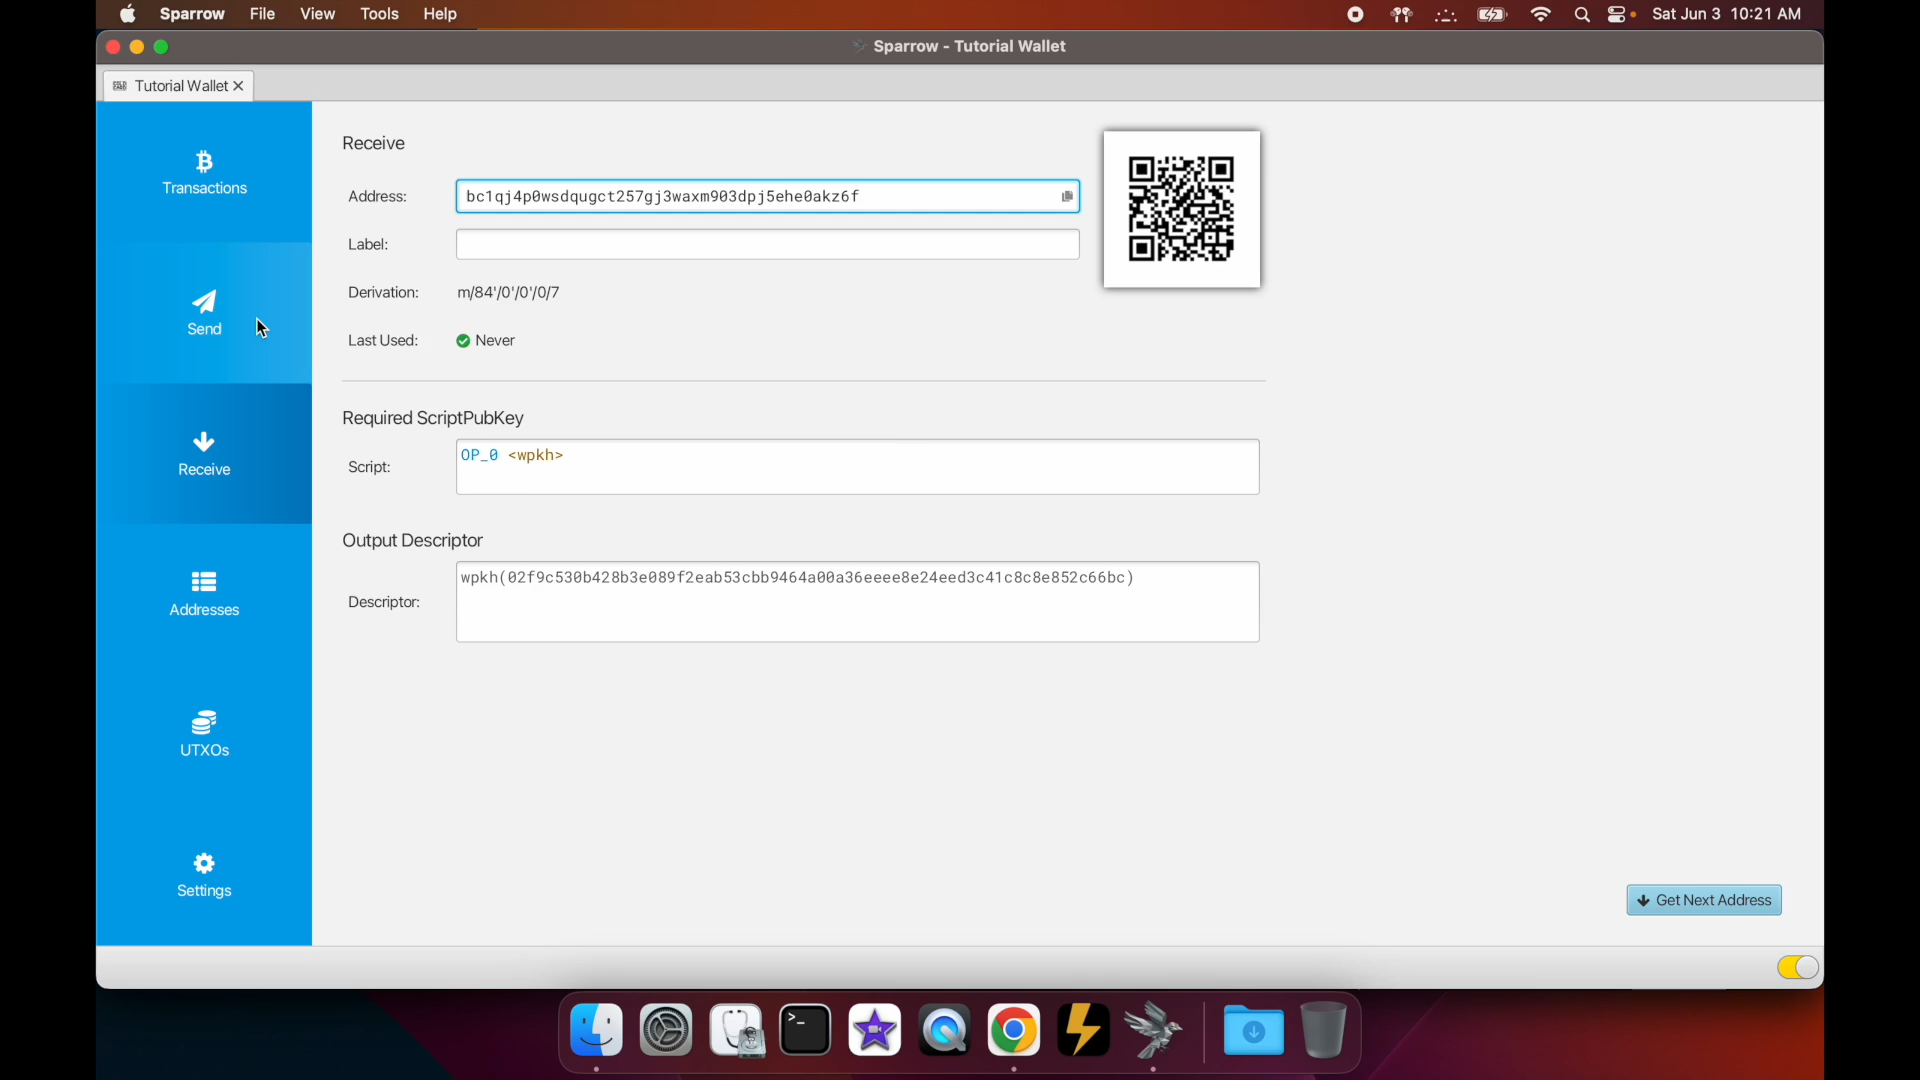 Sparrow File View Tools Help Sat Jun 3 10:21 AM
Sparrow - Tutorial Wallet
Tutorial Wallet
Transactions
Send
Receive
Addresses
UTXOs
Settings
Receive
Address: bc1qj4p0wsdqugct257gj3waxm903dpj5ehe0akz6f
Label:
Derivation: m/84'/0'/0'/0/7
Last Used: Never
Required ScriptPubKey
Script: OP_0 <wpkh>
Output Descriptor
Descriptor: wpkh(02f9c530b428b3e089f2eab53cbb9464a00a36eeee8e24eed3c41c8c8e852c66bc)
Get Next Address